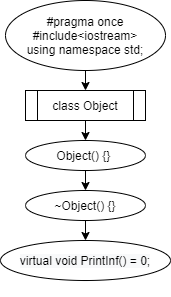 #pragma once
#include<iostream>
using namespace std;
class Object
Object() {}
~Object() {}
virtual void PrintInf() = 0;